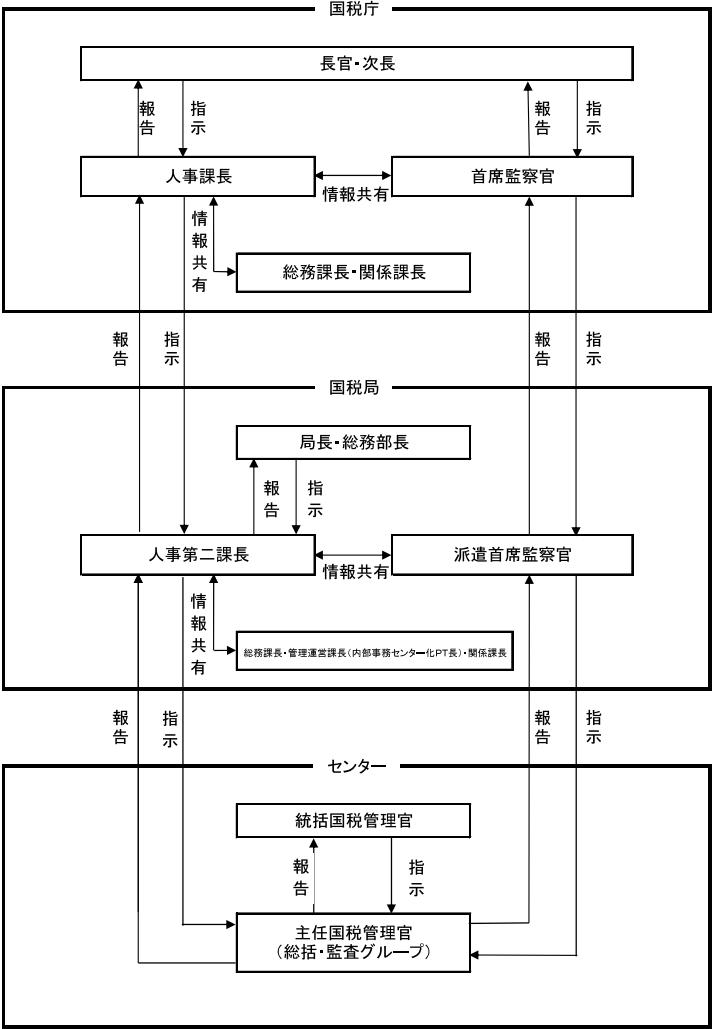 国税庁
長官・次長
報告
指示
報告
指示
人事課長
情報共有
首席監察官
情報共有
総務課長・関係課長
報告
指示
報告
指示
国税局
局長・総務部長
報告
指示
人事第二課長
情報共有
派遣首席監察官
情報共有
総務課長・管理運営課長(内部事務センター化PT長)・関係課長
報告
指示
報告
指示
センター
統括国税管理官
報告
指示
主任国税管理官
(総括・監査グループ)